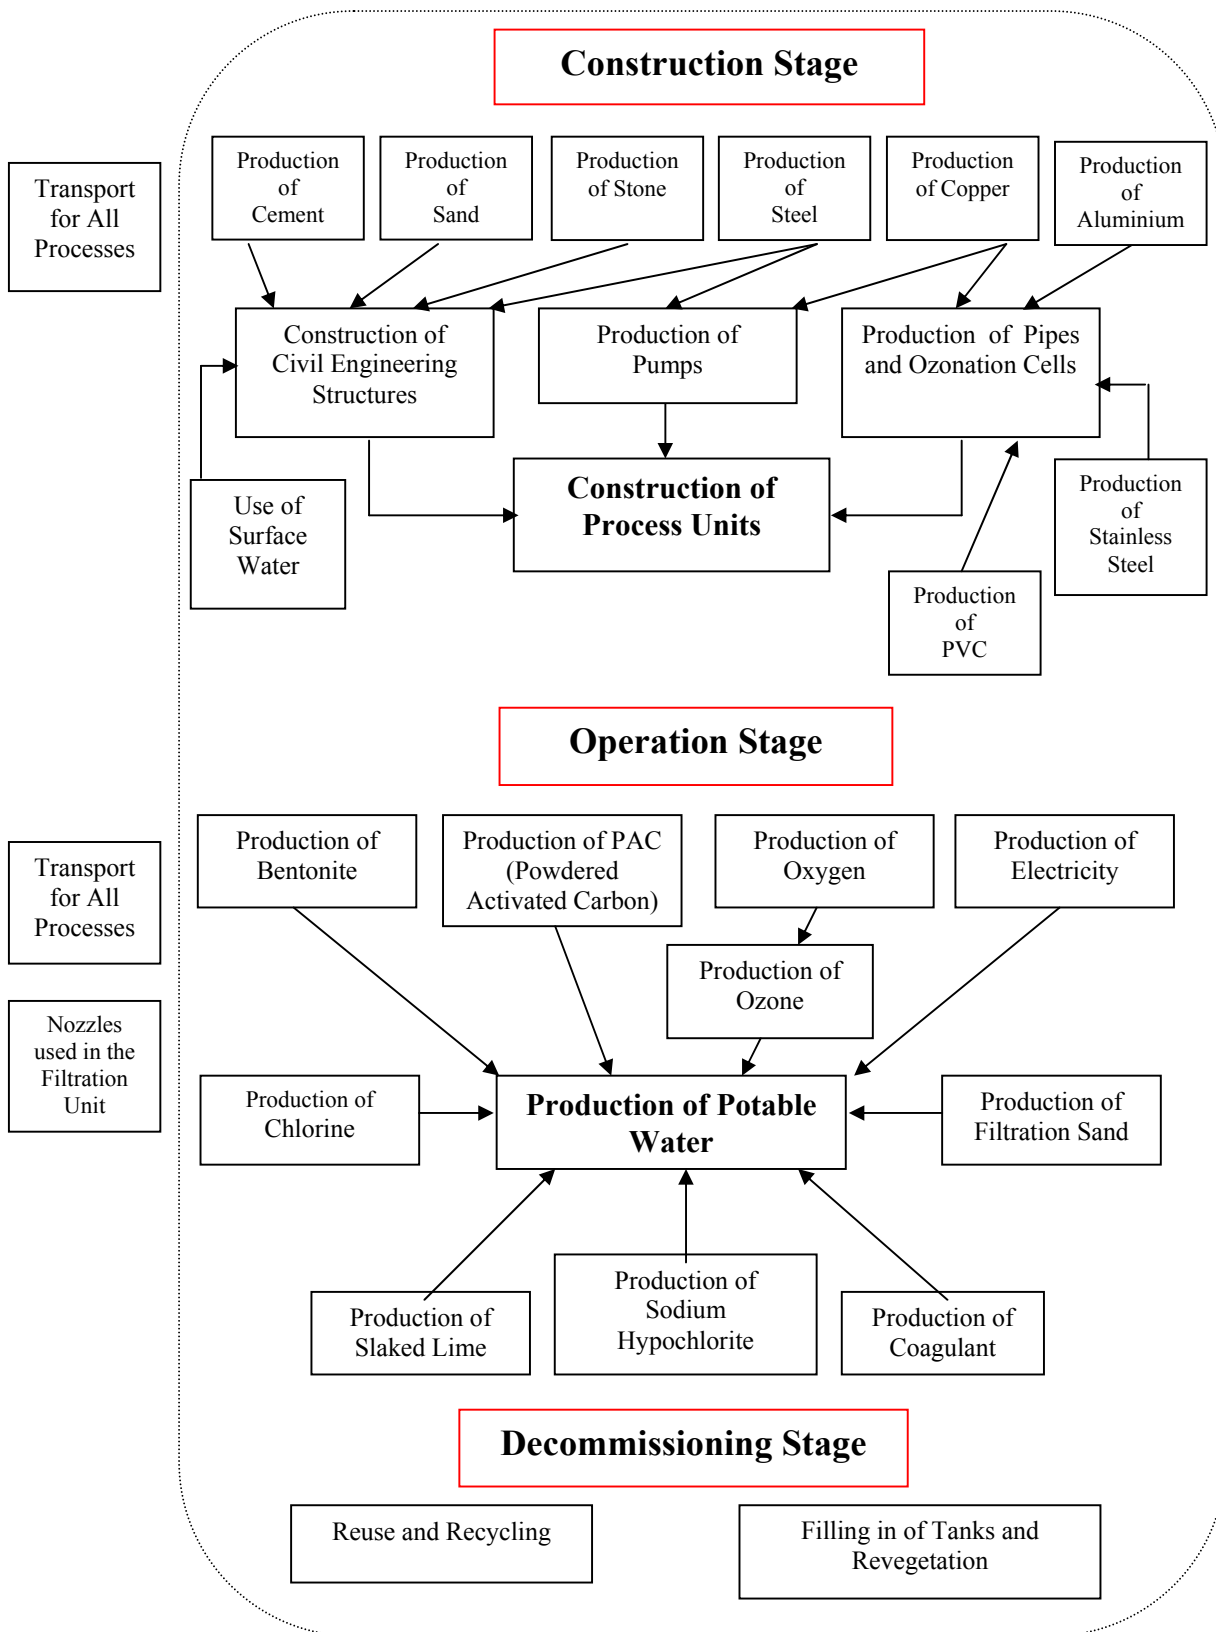 Construction Stage
Transport
for All
Processes
Production
of
Cement
Production
of
Sand
Production
of Stone
Production
of
Steel
Production
of Copper
Production
of
Aluminium
Construction of
Civil Engineering
Structures
Production of
Pumps
Production of Pipes
and Ozonation Cells
Use of
Surface
Water
Construction of
Process Units
Production
of
Stainless
Steel
Production
of
PVC
Operation Stage
Transport
for All
Processes
Production of
Bentonite
Production of PAC
(Powdered
Activated Carbon)
Production of
Oxygen
Production of
Electricity
Production of
Ozone
Nozzles
used in the
Filtration
Unit
Production of
Chlorine
Production of Potable
Water
Production of
Filtration Sand
Production of
Slaked Lime
Production of
Sodium
Hypochlorite
Production of
Coagulant
Decommissioning Stage
Reuse and Recycling
Filling in of Tanks and
Revegetation